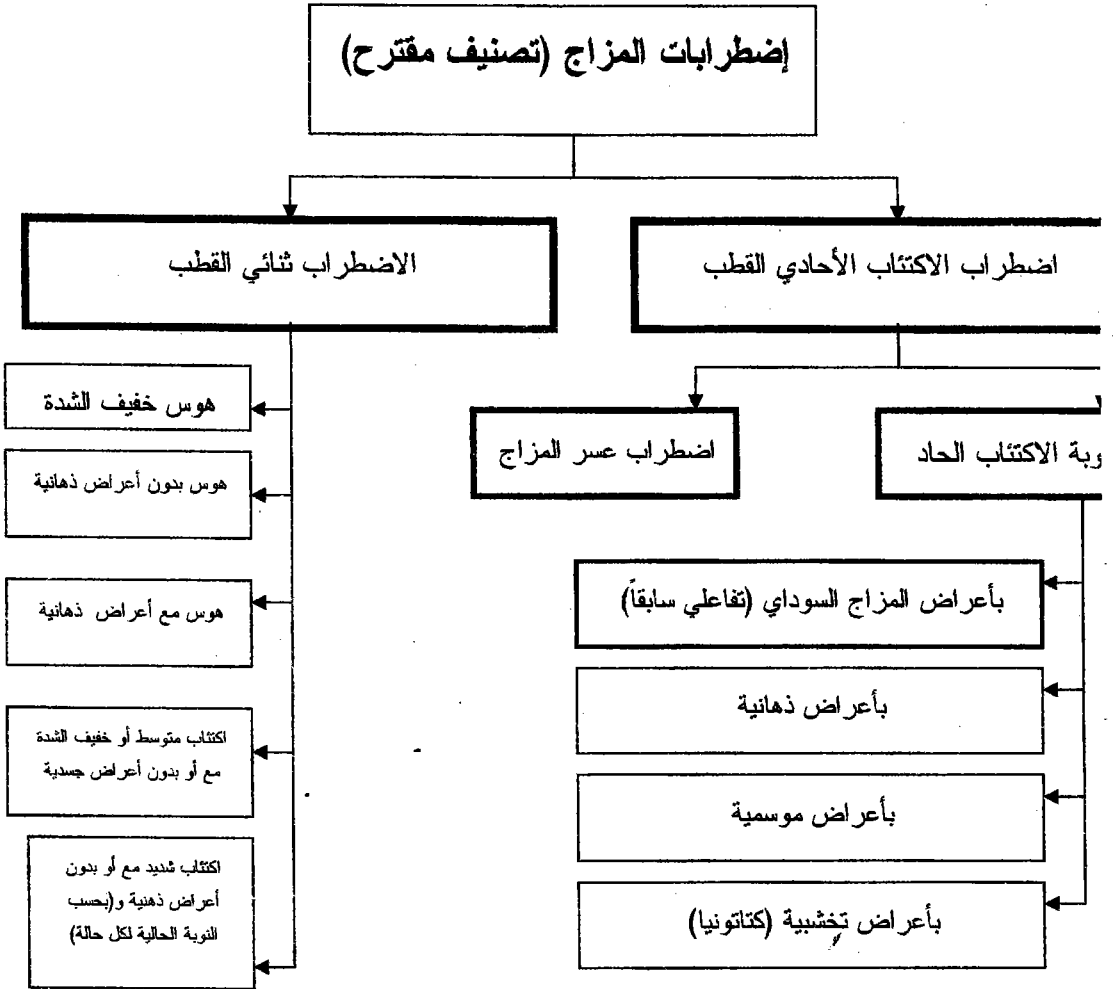 إضطرابات المزاج (تصنيف مقترح)
اضطراب الاكتئاب الأحادي القطب
الاضطراب ثنائي القطب
وبة الاكتئاب الحاد
اضطراب عسر المزاج
بأعراض المزاج السوداي (تفاعلي سابقاً)
بأعراض ذهانية
بأعراض موسمية
بأعراض تخشبية (كتاتونيا)
هوس خفيف الشدة
هوس بدون أعراض ذهانية
هوس مع أعراض ذهانية
اكتئاب متوسط أو خفيف الشدة
مع أو بدون أعراض جسدية
اكتئاب شديد مع أو بدون
أعراض ذهنية و(بحسب
النوبة الحالية لكل حالة)